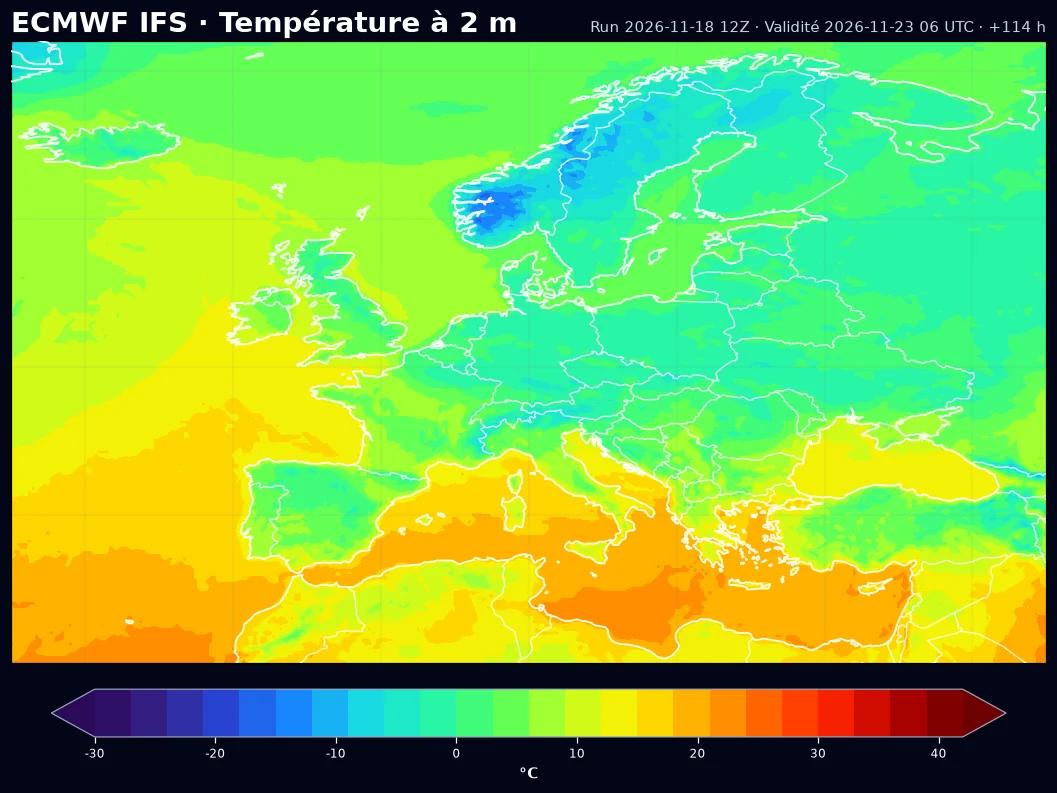 ECMWF IFS · Température à 2 m
Run 2026-11-18 12Z · Validité 2026-11-23 06 UTC · +114 h
-30 -20 -10 0 10 20 30 40
°C